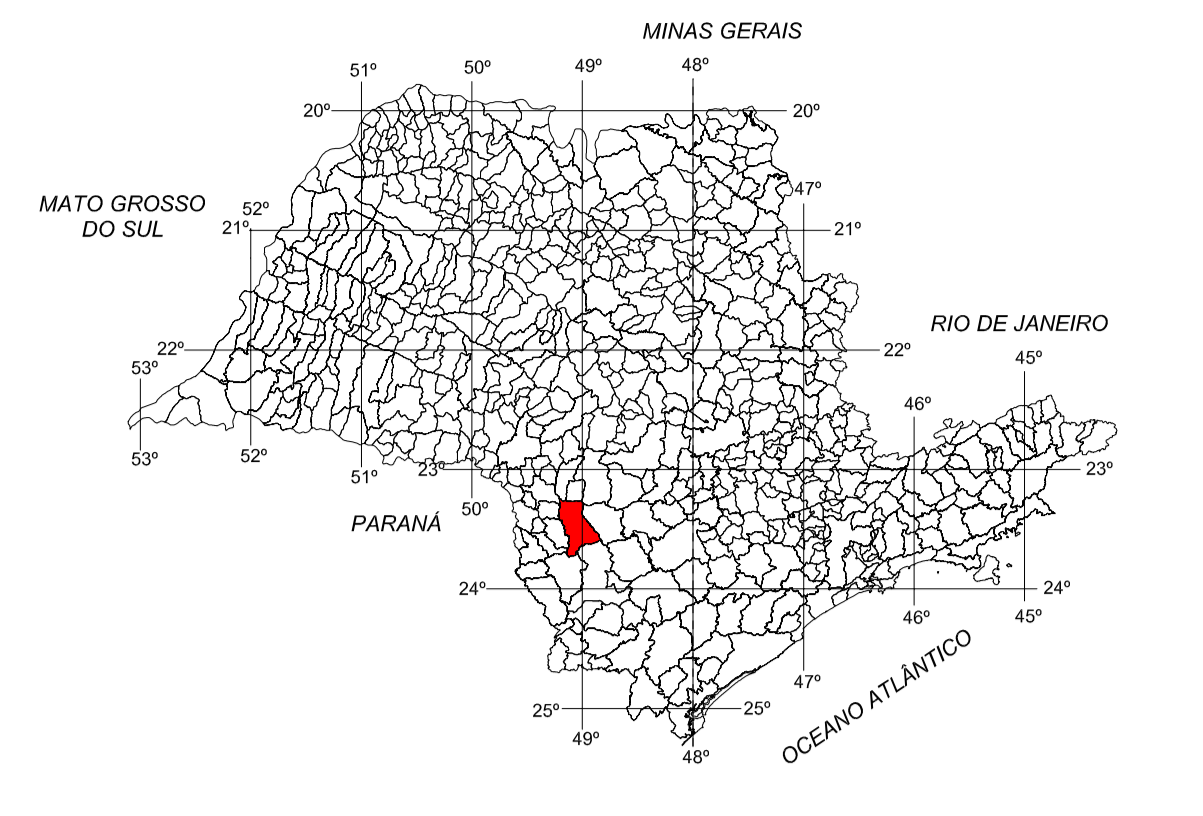 MINAS GERAIS
51º 50º 49º 48º
20º 20º
47º
MATO GROSSO
DO SUL
52º
21º 21º
RIO DE JANEIRO
22º 22º
45º
53º
46º
53º 52º 51º 23º 23º
50º
PARANÁ
24º 24º
46º 45º
47º
OCEANO ATLÂNTICO
25º 25º
49º
48º